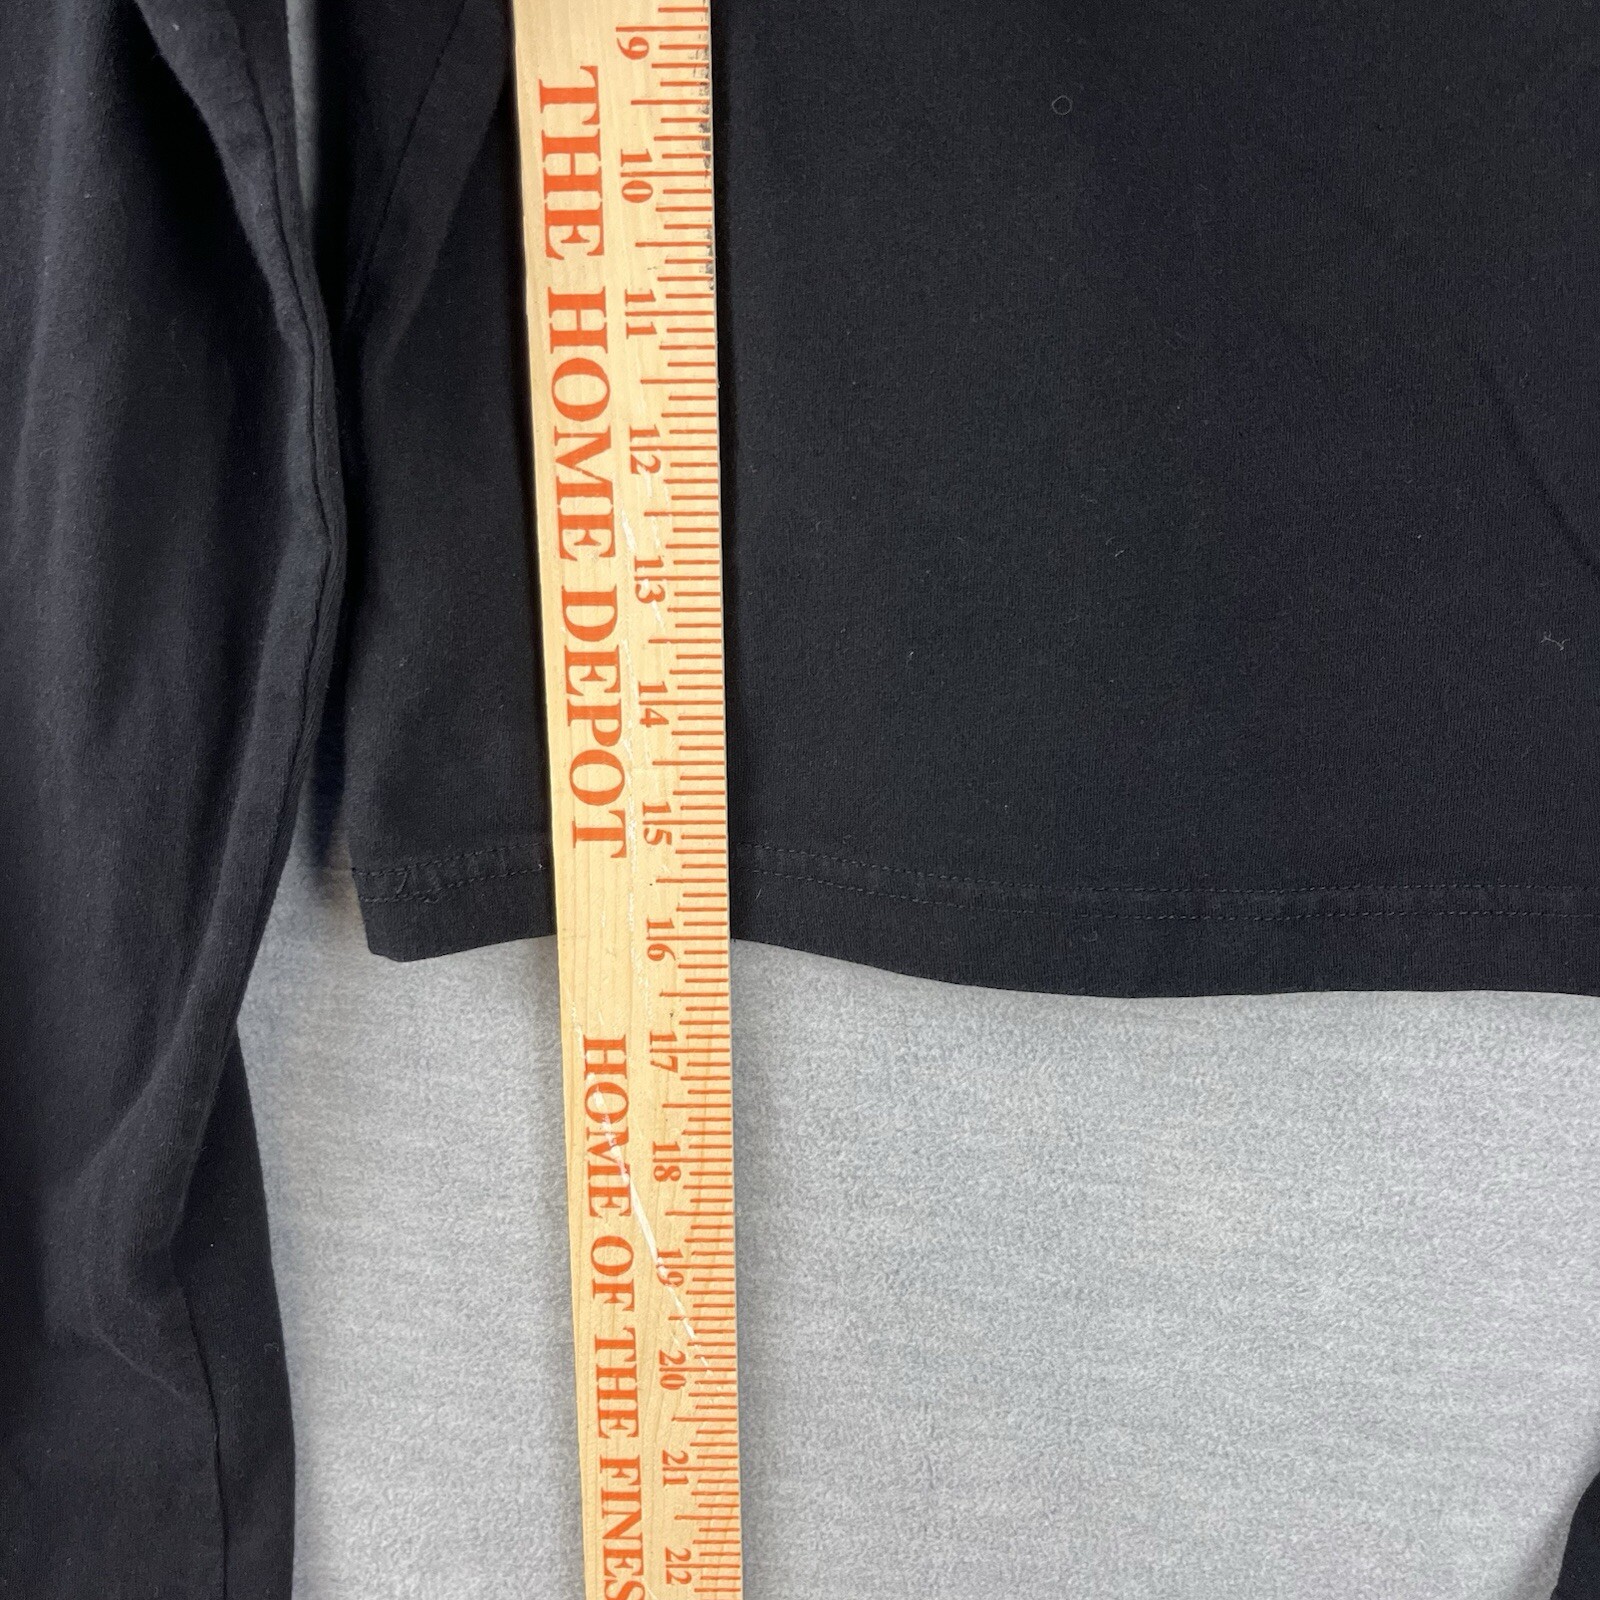 THE HOME DEPOT HOME OF THE FINES
9 10 11 12 13 14 15 16 17 18 19 20 21 22